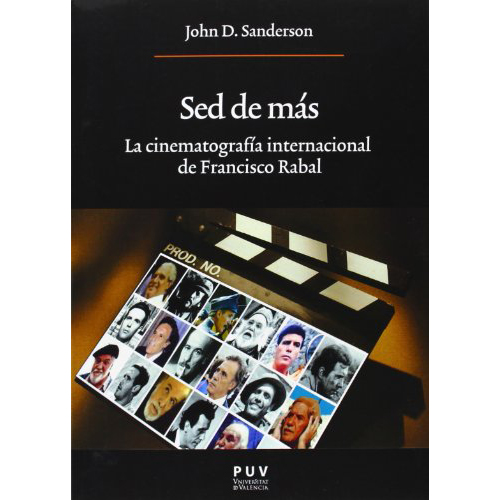 John D. Sanderson
Sed de más
La cinematografía internacional
de Francisco Rabal
PROD. NO.
PUV
UNIVERSITAT
DE VALÈNCIA